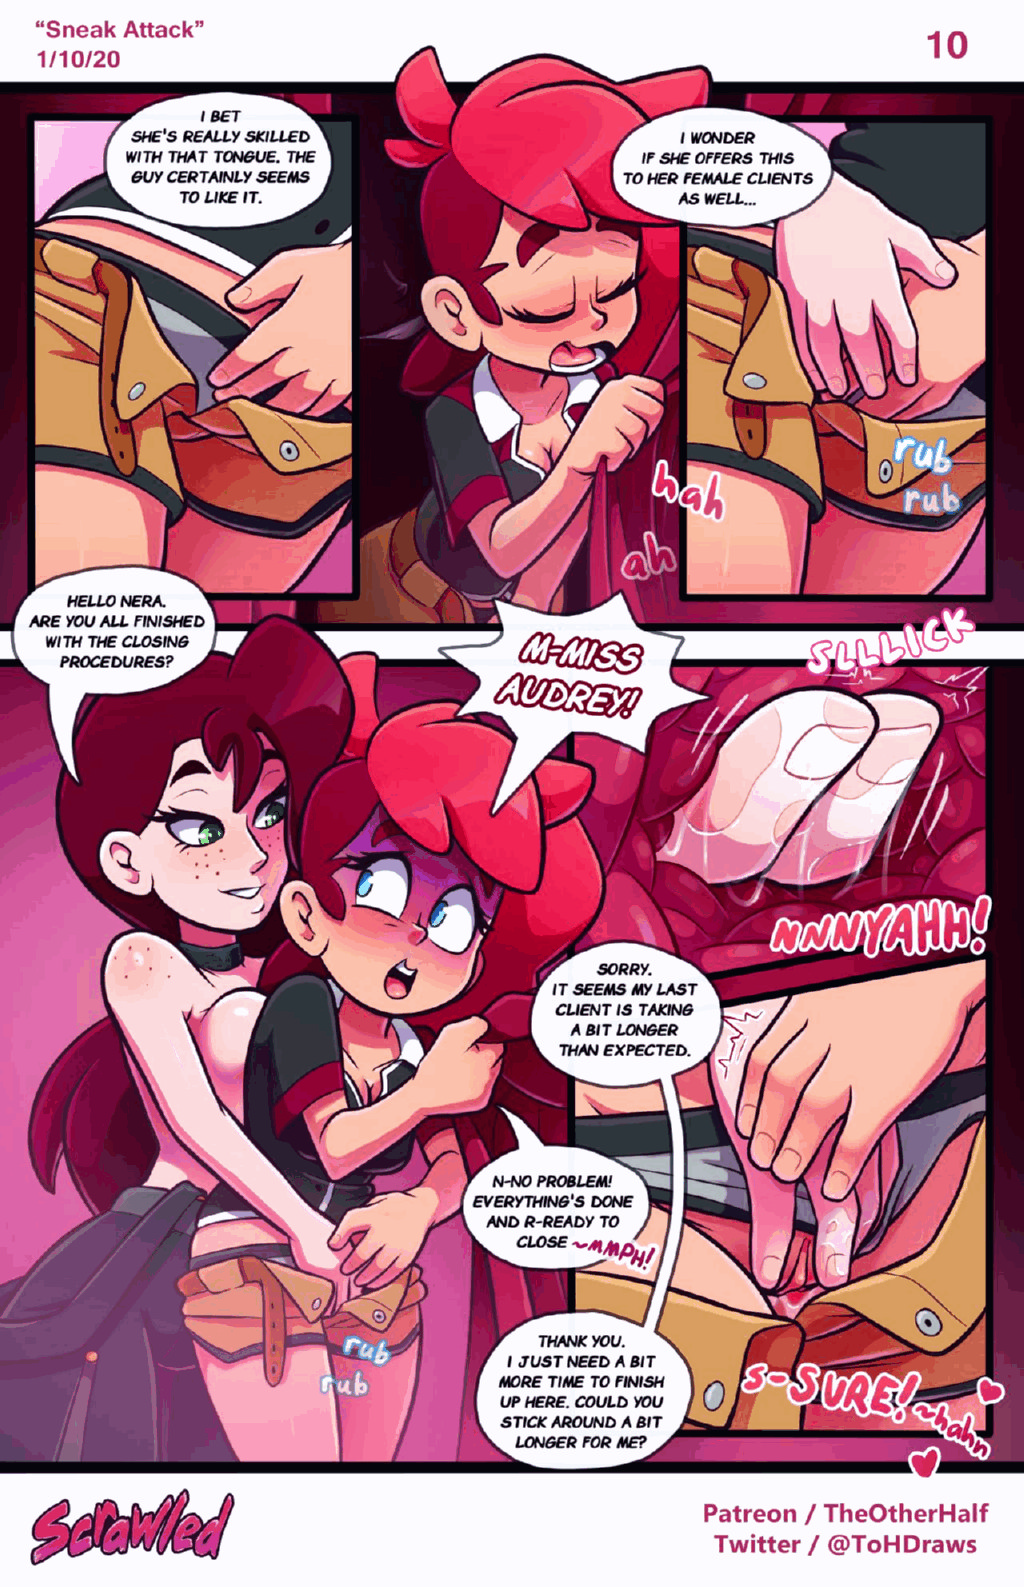 “Sneak Attack”
1/10/20
10
I BET
SHE'S REALLY SKILLED
WITH THAT TONGUE. THE
GUY CERTAINLY SEEMS
TO LIKE IT.
I WONDER
IF SHE OFFERS THIS
TO HER FEMALE CLIENTS
AS WELL...
hah
ah
rub
rub
HELLO NERA.
ARE YOU ALL FINISHED
WITH THE CLOSING
PROCEDURES?
M-MISS
AUDREY!
SLLLLICK
NNNYAHH!
SORRY.
IT SEEMS MY LAST
CLIENT IS TAKING
A BIT LONGER
THAN EXPECTED.
N-NO PROBLEM!
EVERYTHING'S DONE
AND R-READY TO
CLOSE ~MMPH!
rub
rub
THANK YOU.
I JUST NEED A BIT
MORE TIME TO FINISH
UP HERE. COULD YOU
STICK AROUND A BIT
LONGER FOR ME?
S-SURE!~hahn
Scrawled
Patreon / TheOtherHalf
Twitter / @ToHDraws